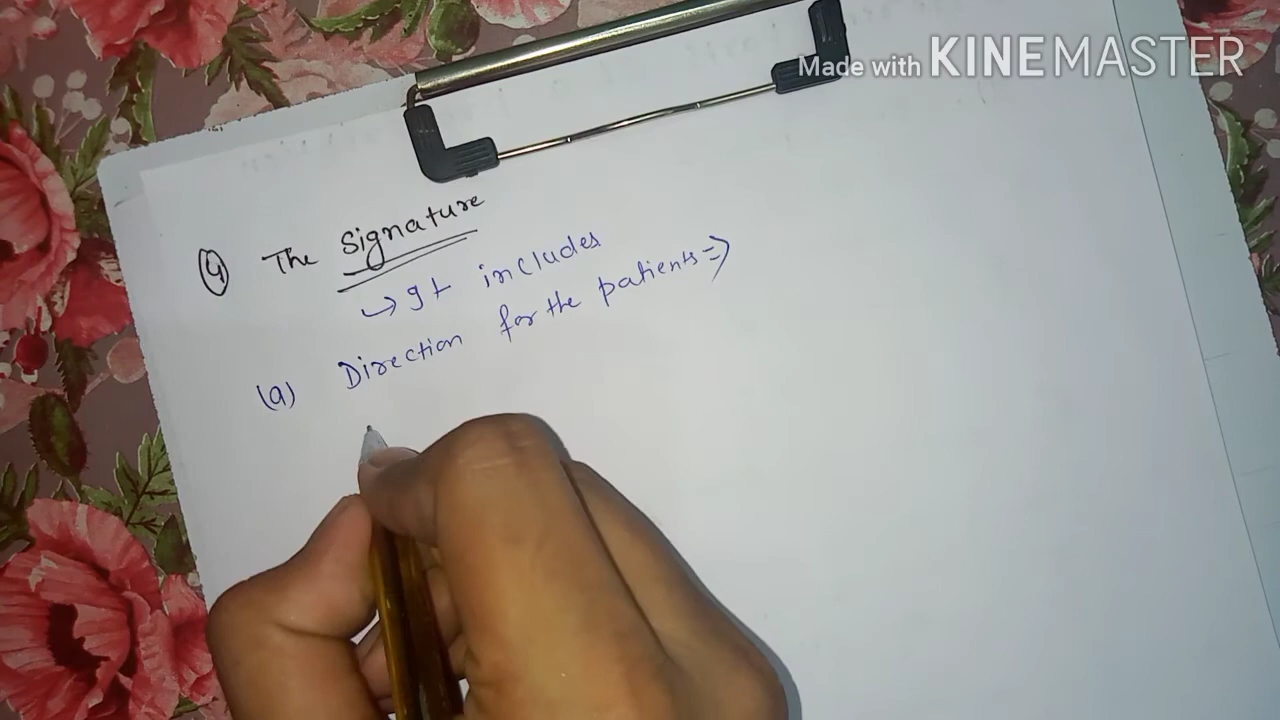 Made with KINEMASTER
④ The Signature
→ It includes
(a) Direction for the patients ⇒